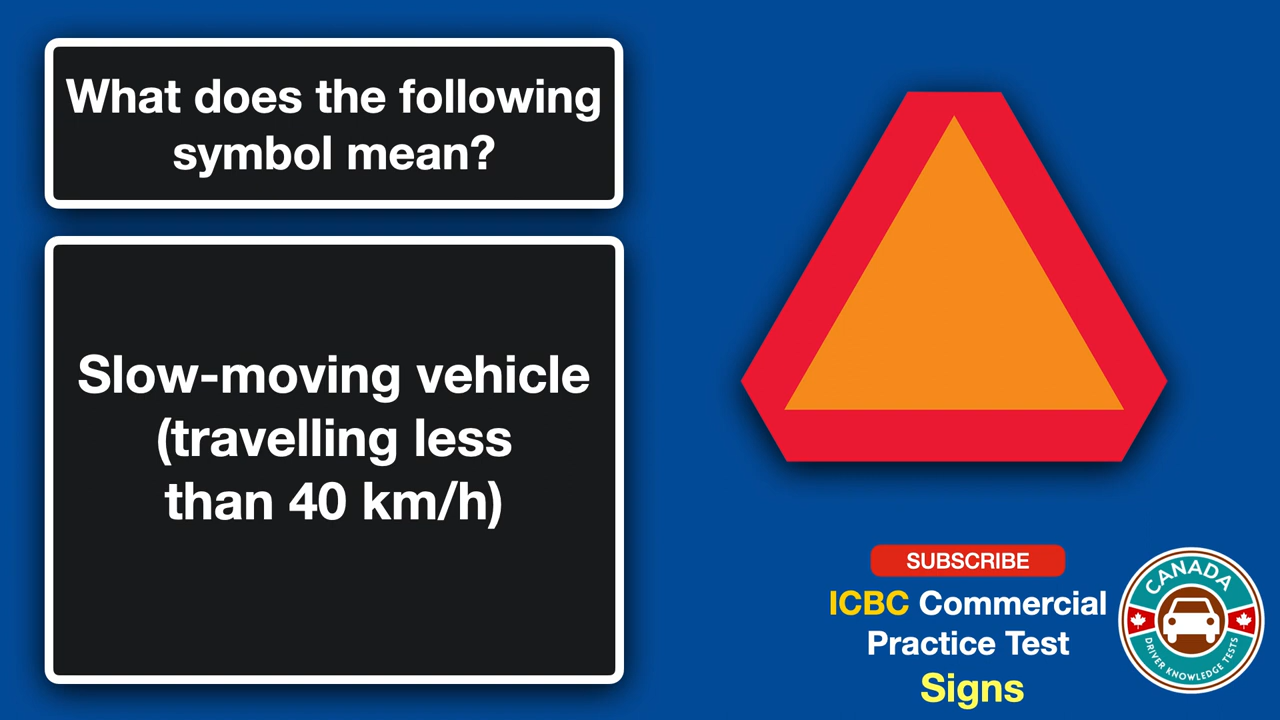 What does the following
symbol mean?
Slow-moving vehicle
(travelling less
than 40 km/h)
SUBSCRIBE
ICBC Commercial
Practice Test
Signs
CANADA
DRIVER KNOWLEDGE TESTS